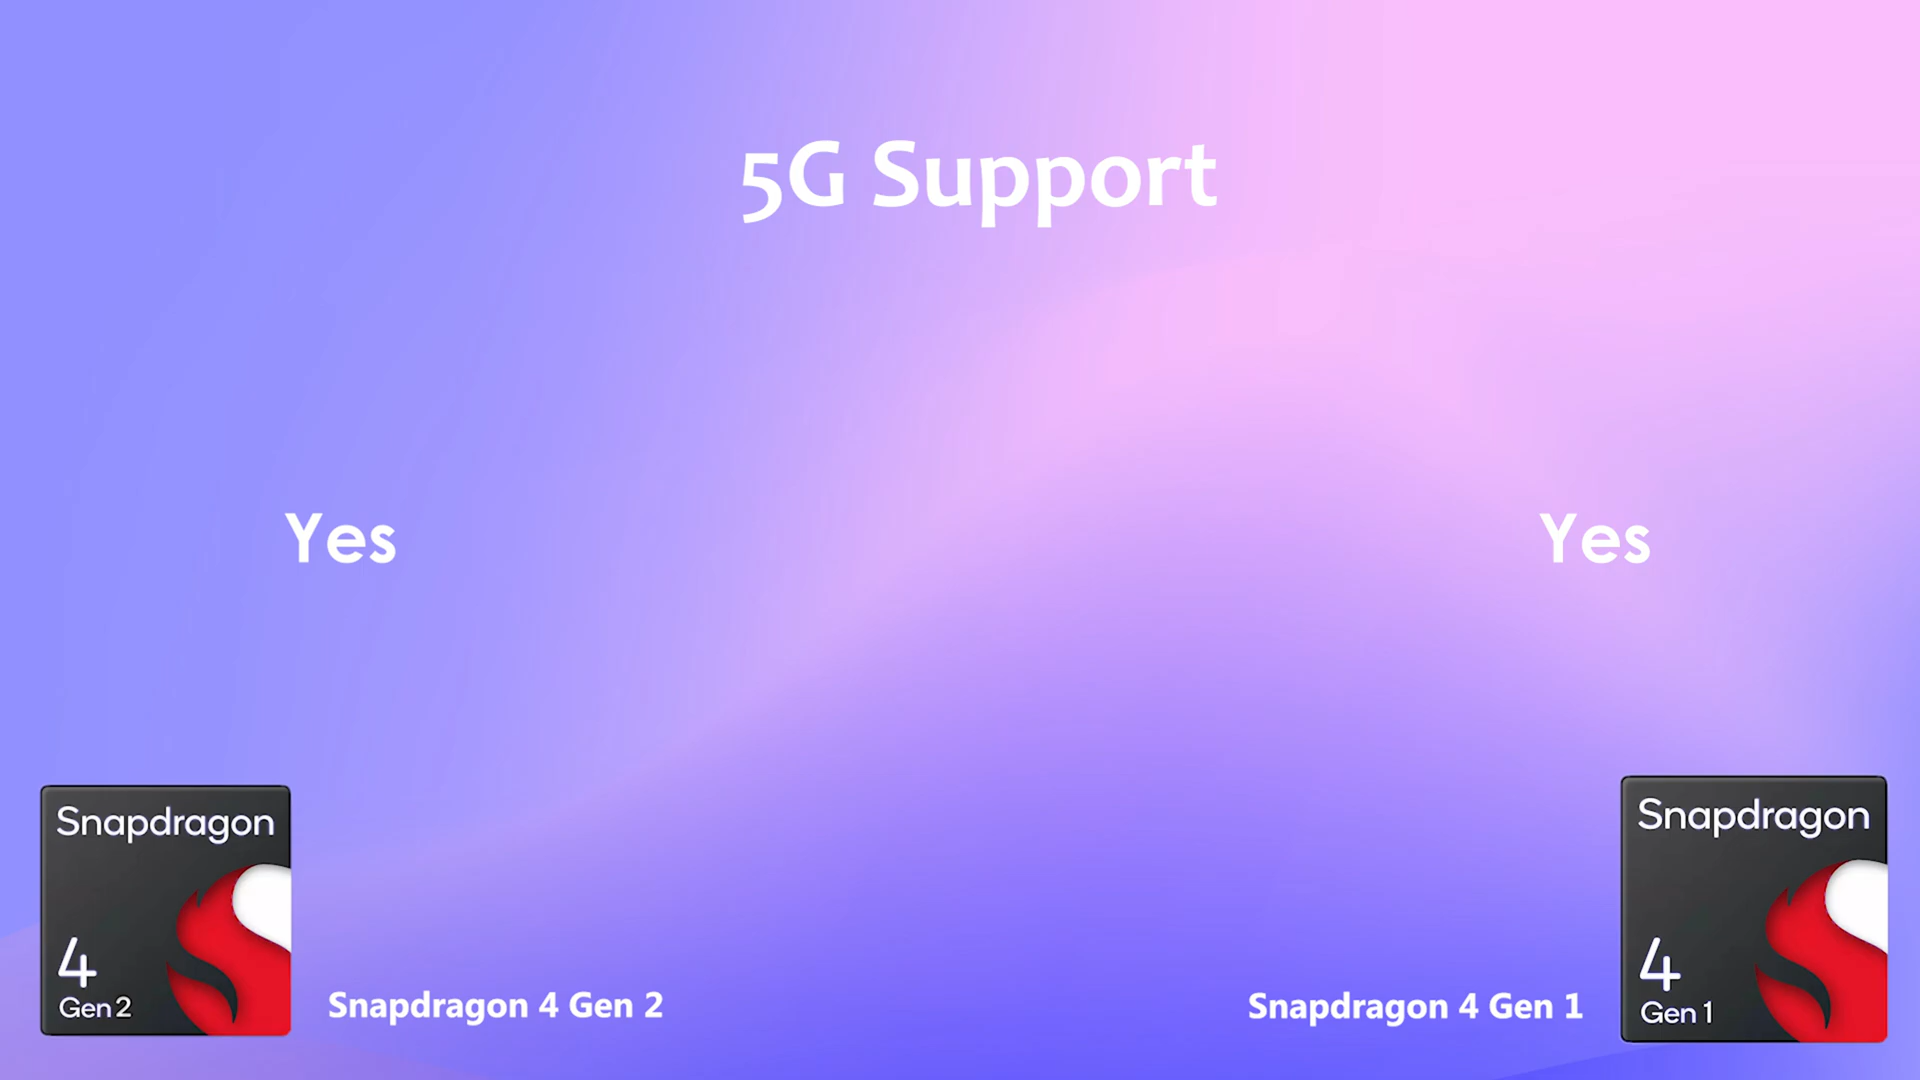 5G Support
Yes
Yes
Snapdragon
4
Gen 2
Snapdragon 4 Gen 2
Snapdragon 4 Gen 1
Snapdragon
4
Gen 1